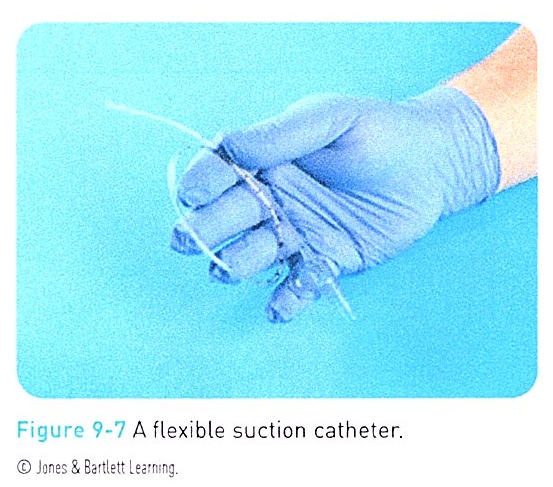 Figure 9-7 A flexible suction catheter.
© Jones & Bartlett Learning.